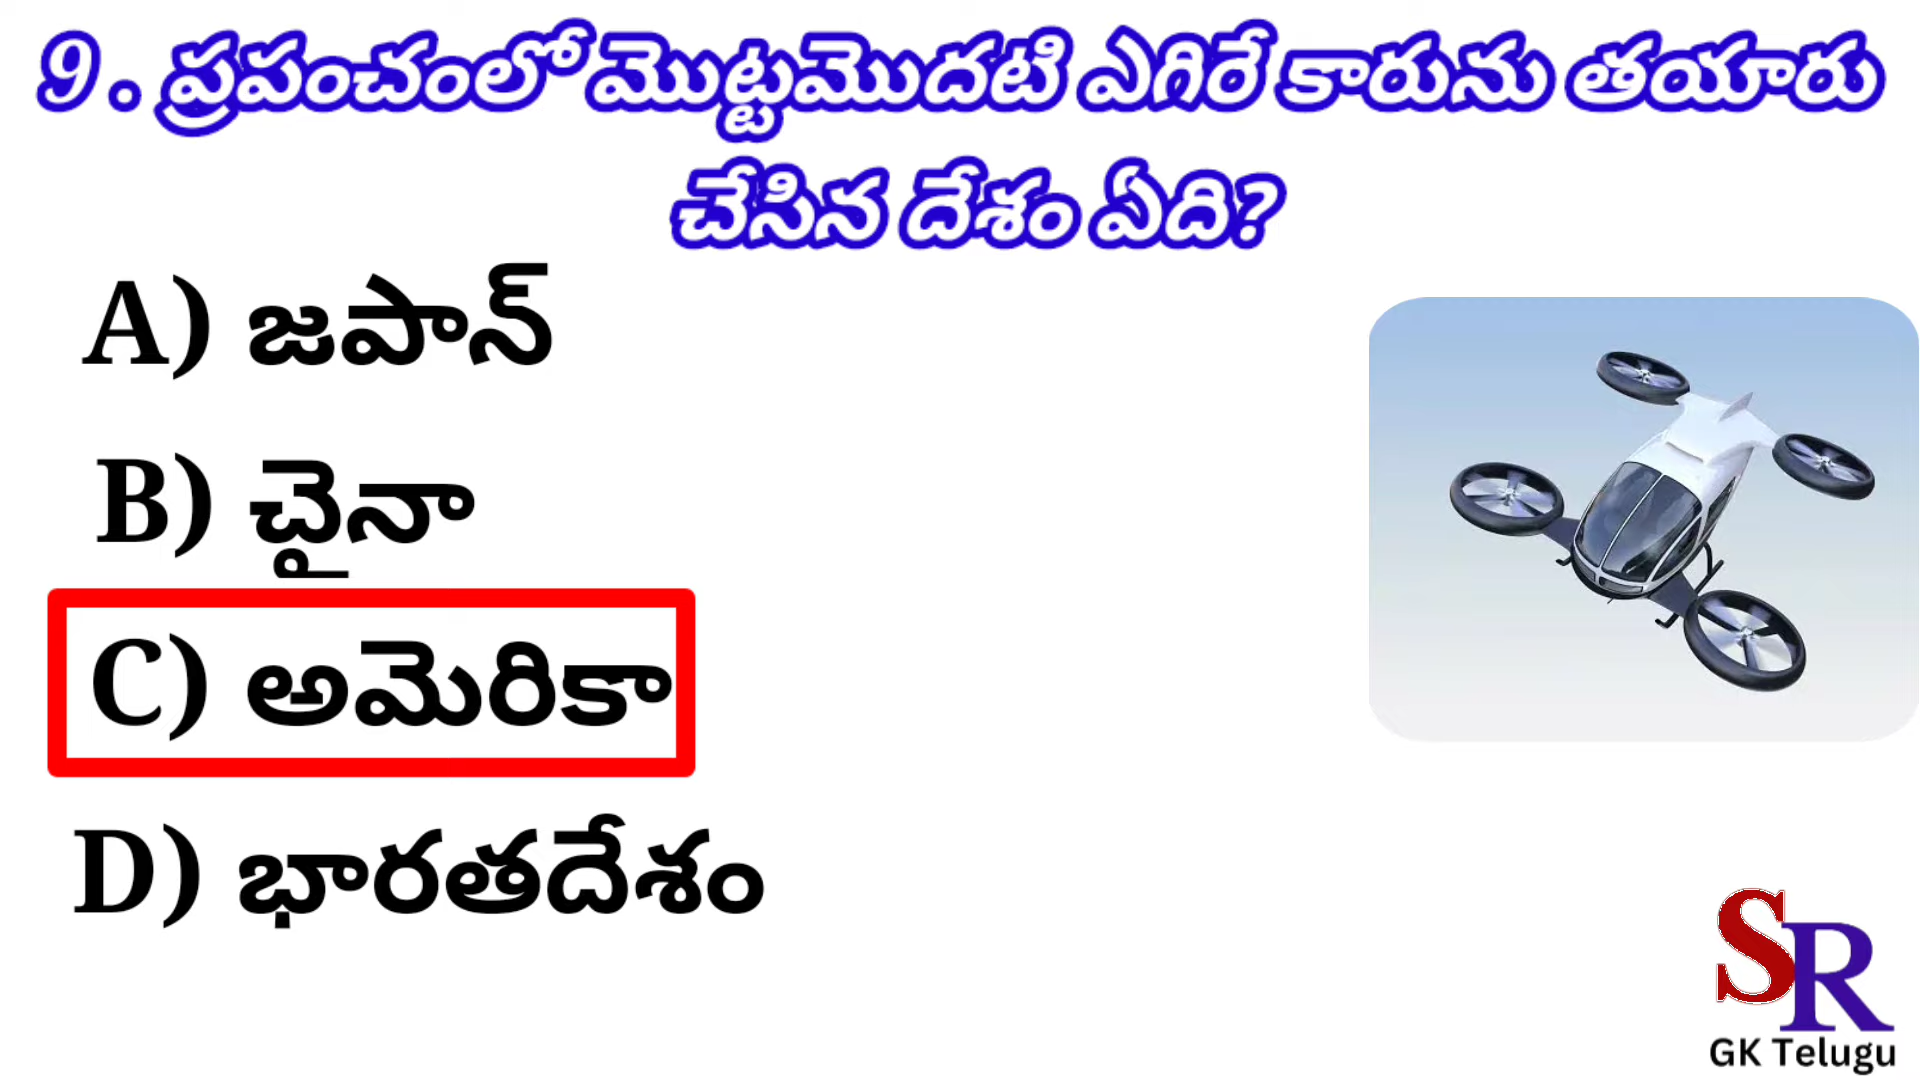 9. ప్రపంచంలో మొట్టమొదటి ఎగిరే కారును తయారు
చేసిన దేశం ఏది?
A) జపాన్
B) చైనా
C) అమెరికా
D) భారతదేశం
SR
GK Telugu